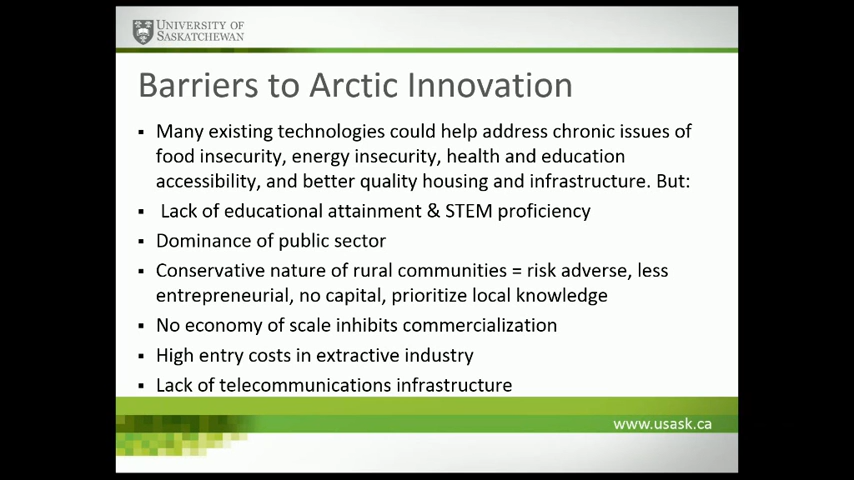 UNIVERSITY OF
SASKATCHEWAN
Barriers to Arctic Innovation
▪ Many existing technologies could help address chronic issues of
food insecurity, energy insecurity, health and education
accessibility, and better quality housing and infrastructure. But:
▪ Lack of educational attainment & STEM proficiency
▪ Dominance of public sector
▪ Conservative nature of rural communities = risk adverse, less
entrepreneurial, no capital, prioritize local knowledge
▪ No economy of scale inhibits commercialization
▪ High entry costs in extractive industry
▪ Lack of telecommunications infrastructure
www.usask.ca